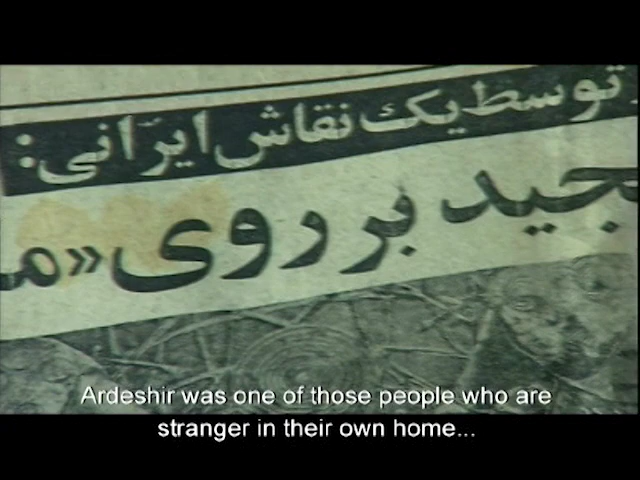 توسط یک نقاش ایرانی:
بر روی «
Ardeshir was one of those people who are
stranger in their own home...